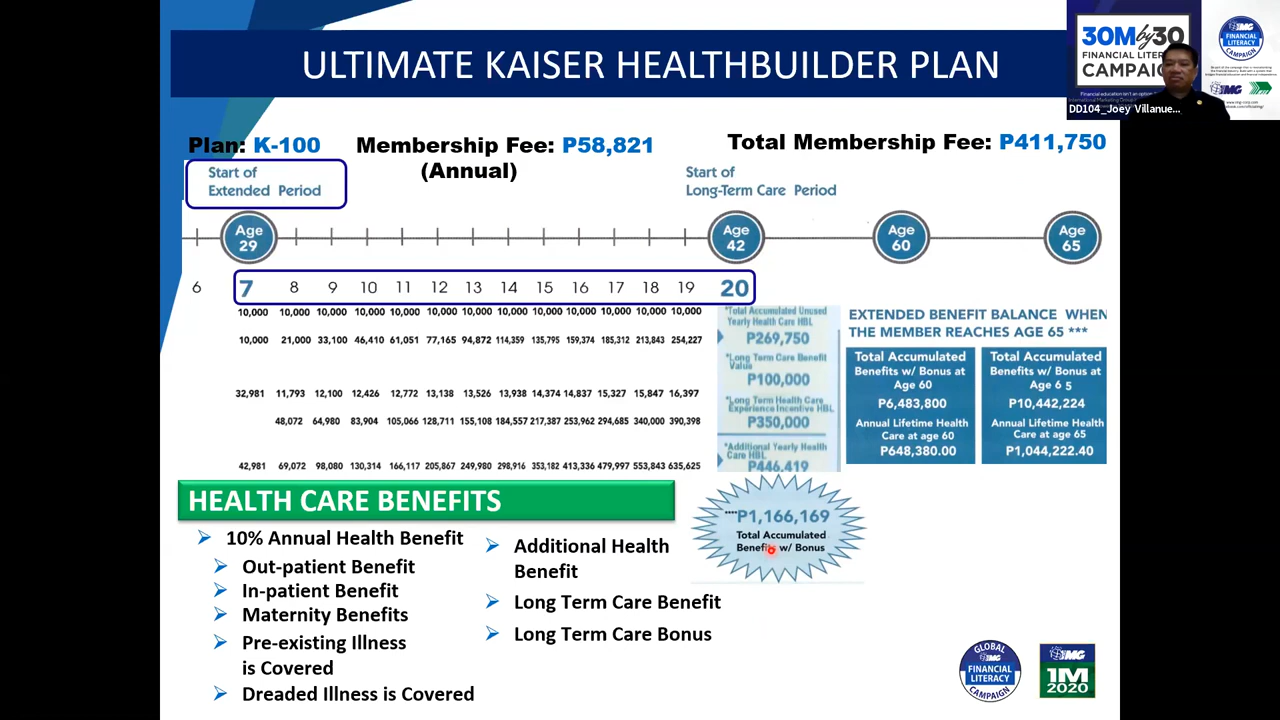 ULTIMATE KAISER HEALTHBUILDER PLAN
30M by 30
FINANCIAL LITERACY
CAMPAIGN
DD104_Joey Villanue...
IMG
FINANCIAL
LITERACY
CAMPAIGN
IMG
Plan: K-100
Membership Fee: P58,821
(Annual)
Total Membership Fee: P411,750
Start of
Extended Period
Start of
Long-Term Care Period
Age
29
Age
42
Age
60
Age
65
6 7 8 9 10 11 12 13 14 15 16 17 18 19 20
10,000 10,000 10,000 10,000 10,000 10,000 10,000 10,000 10,000 10,000 10,000 10,000 10,000
10,000 21,000 33,100 46,410 61,051 77,165 94,872 114,359 135,795 159,374 185,312 213,843 254,227
32,981 11,793 12,100 12,426 12,772 13,138 13,526 13,938 14,374 14,837 15,327 15,847 16,397
48,072 64,980 83,904 105,066 128,711 155,108 184,557 217,387 253,962 294,685 340,000 390,398
42,981 69,072 98,080 130,314 166,117 205,867 249,980 298,916 353,182 413,336 479,997 553,843 635,625
*Total Accumulated Unused
Yearly Health Care HBL
P269,750
*Long Term Care Benefit
Value
P100,000
*Long Term Health Care
Experience Incentive HBL
P350,000
*Additional Yearly Health
Care HBL
P446,419
EXTENDED BENEFIT BALANCE WHEN
THE MEMBER REACHES AGE 65 ***
Total Accumulated
Benefits w/ Bonus at
Age 60
P6,483,800
Annual Lifetime Health
Care at age 60
P648,380.00
Total Accumulated
Benefits w/ Bonus at
Age 6 5
P10,442,224
Annual Lifetime Health
Care at age 65
P1,044,222.40
****P1,166,169
Total Accumulated
Benefits w/ Bonus
HEALTH CARE BENEFITS
10% Annual Health Benefit
Out-patient Benefit
In-patient Benefit
Maternity Benefits
Pre-existing Illness
is Covered
Dreaded Illness is Covered
Additional Health
Benefit
Long Term Care Benefit
Long Term Care Bonus
GLOBAL
IMG
FINANCIAL
LITERACY
CAMPAIGN
IMG
1M
2020